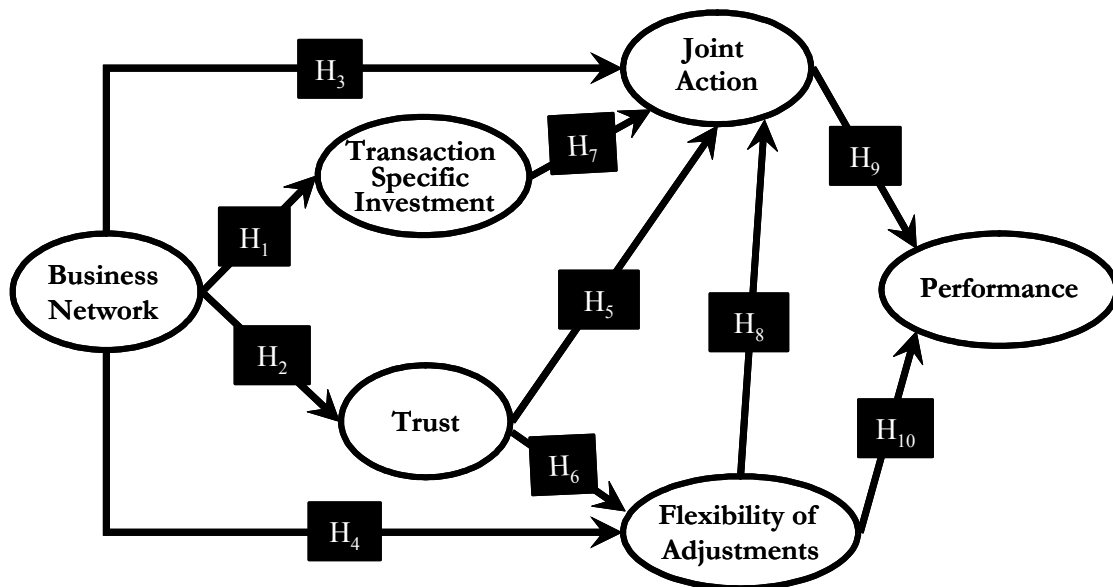 Joint
Action
H₃
Transaction
Specific
Investment
H₇
H₉
H₁
Business
Network
H₅
Performance
H₈
H₂
Trust
H₆
H₁₀
H₄
Flexibility of
Adjustments